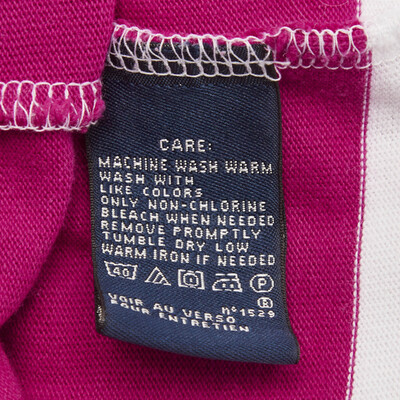 CARE:
MACHINE WASH WARM
WASH WITH
LIKE COLORS
ONLY NON-CHLORINE
BLEACH WHEN NEEDED
REMOVE PROMPTLY
TUMBLE DRY LOW
WARM IRON IF NEEDED
40 P
R
VOIR AU VERSO nº1529
POUR ENTRETIEN